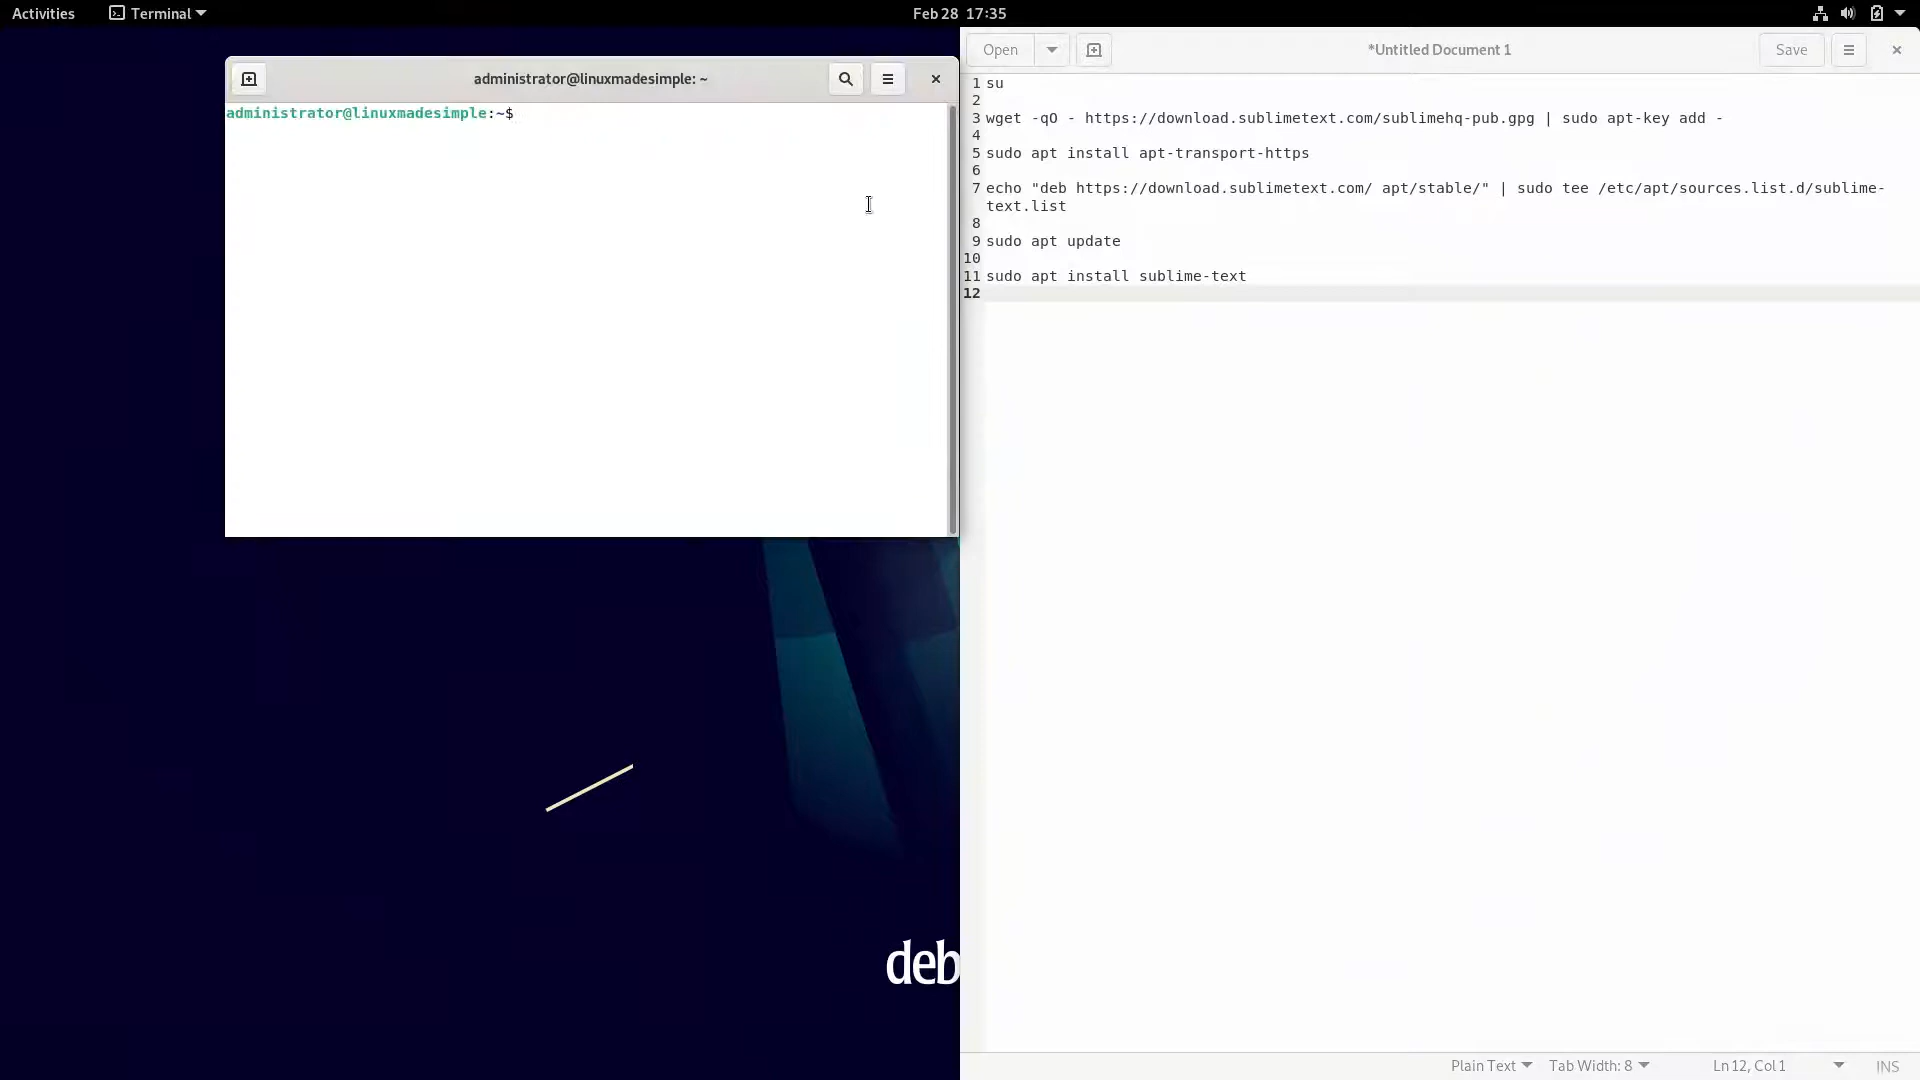 Activities Terminal Feb 28 17:35
administrator@linuxmadesimple: ~
administrator@linuxmadesimple:~$
Open *Untitled Document 1 Save
1 su
2
3 wget -qO - https://download.sublimetext.com/sublimehq-pub.gpg | sudo apt-key add -
4
5 sudo apt install apt-transport-https
6
7 echo "deb https://download.sublimetext.com/ apt/stable/" | sudo tee /etc/apt/sources.list.d/sublime-
text.list
8
9 sudo apt update
10
11 sudo apt install sublime-text
12
deb
Plain Text Tab Width: 8 Ln 12, Col 1 INS